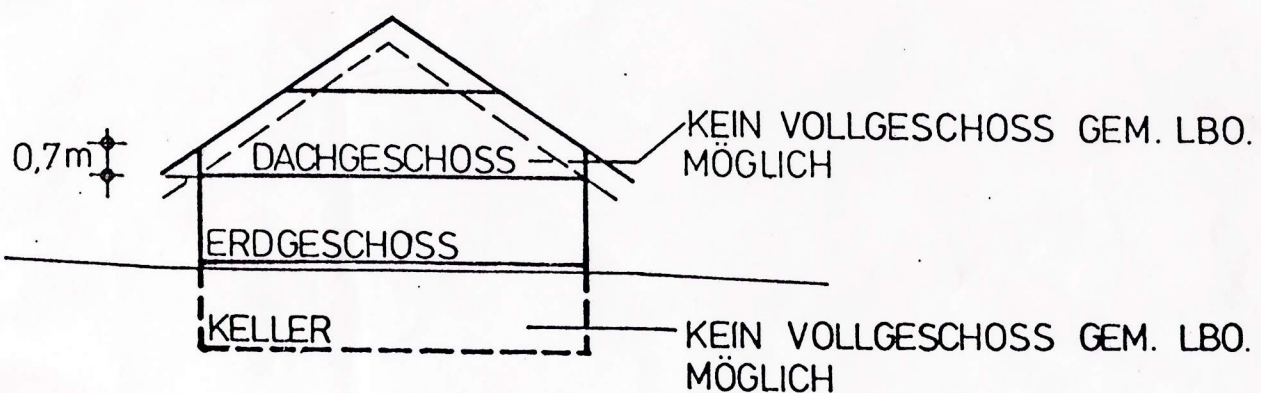 KEIN VOLLGESCHOSS GEM. LBO.
MÖGLICH
0,7m
DACHGESCHOSS
ERDGESCHOSS
KELLER
KEIN VOLLGESCHOSS GEM. LBO.
MÖGLICH